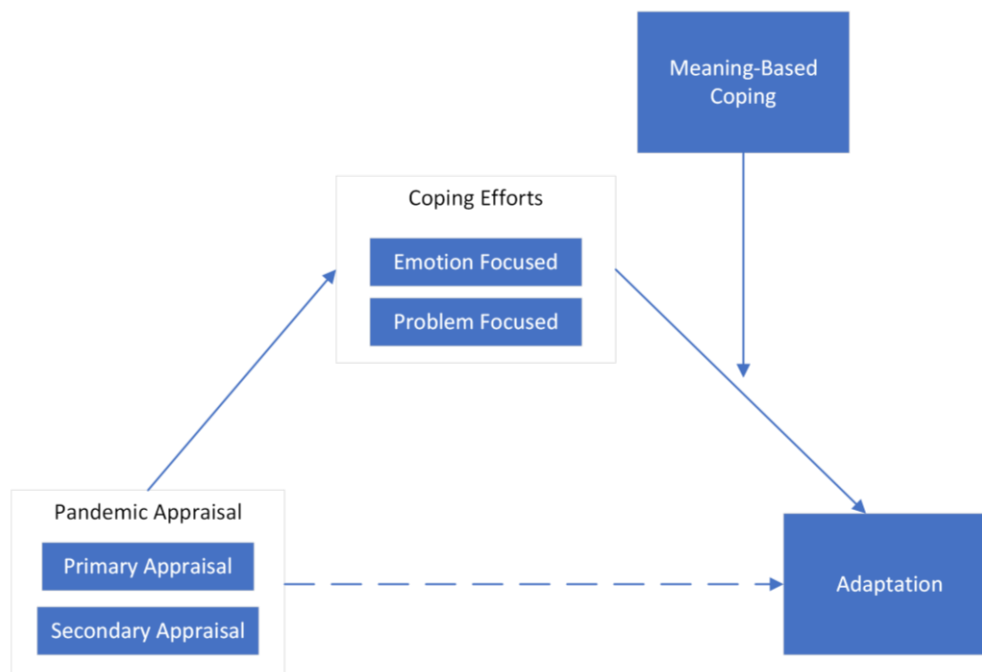 Meaning-Based
Coping
Coping Efforts
Emotion Focused
Problem Focused
Pandemic Appraisal
Primary Appraisal
Secondary Appraisal
Adaptation